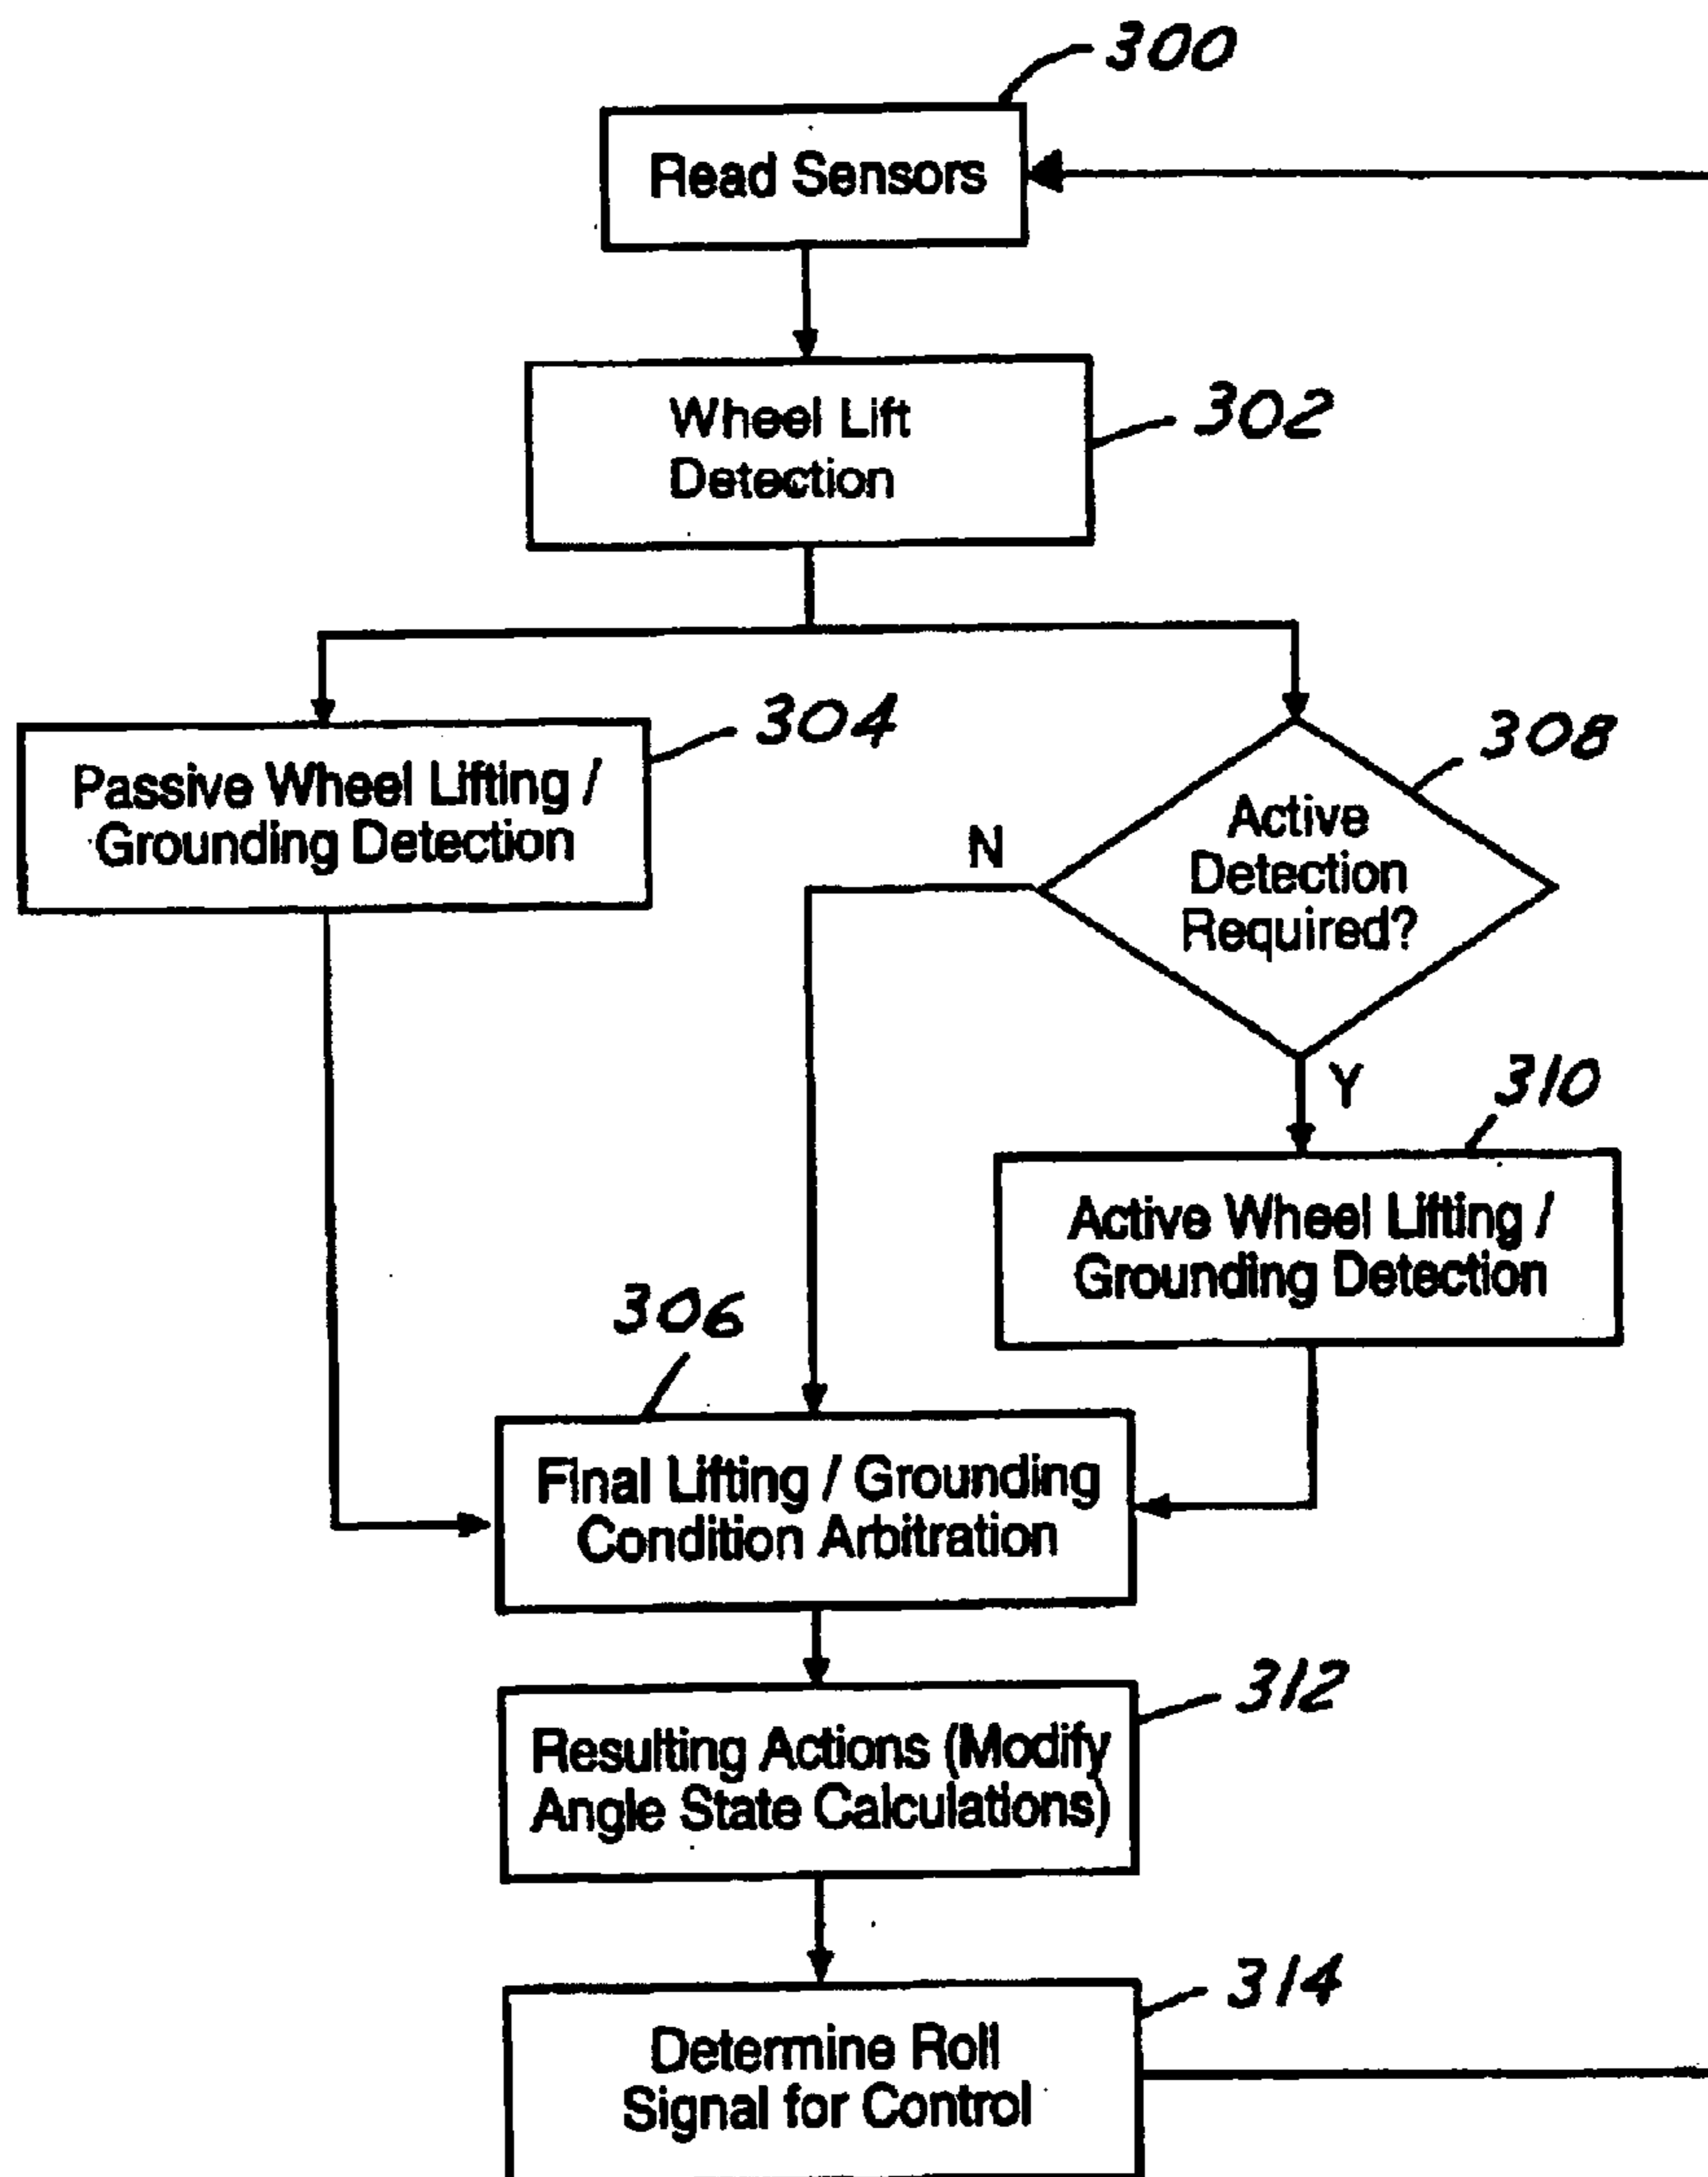 300
Read Sensors
Wheel Lift
Detection
302
304
Passive Wheel Lifting /
Grounding Detection
308
Active
Detection
Required?
N
Y
310
Active Wheel Lifting /
Grounding Detection
306
Final Lifting / Grounding
Condition Arbitration
312
Resulting Actions (Modify
Angle State Calculations)
314
Determine Roll
Signal for Control